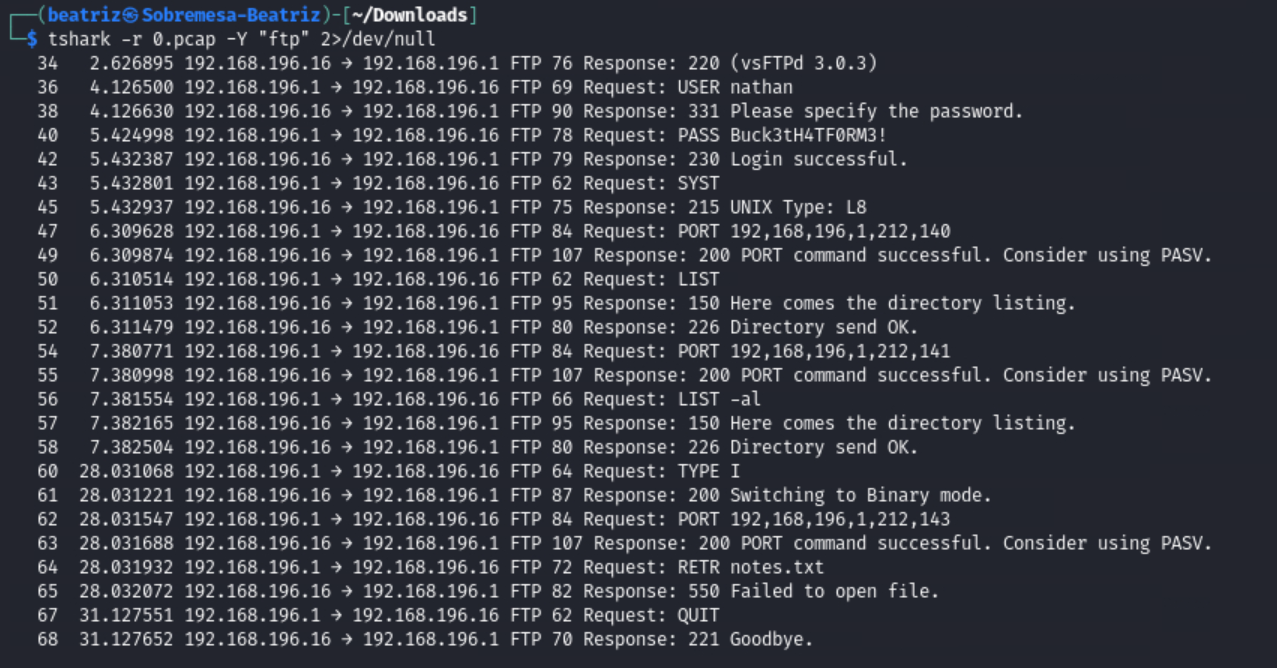 ┌──(beatriz㉿Sobremesa-Beatriz)-[~/Downloads]
└─$ tshark -r 0.pcap -Y "ftp" 2>/dev/null
34 2.626895 192.168.196.16 → 192.168.196.1 FTP 76 Response: 220 (vsFTPd 3.0.3)
36 4.126500 192.168.196.1 → 192.168.196.16 FTP 69 Request: USER nathan
38 4.126630 192.168.196.16 → 192.168.196.1 FTP 90 Response: 331 Please specify the password.
40 5.424998 192.168.196.1 → 192.168.196.16 FTP 78 Request: PASS Buck3tH4TF0RM3!
42 5.432387 192.168.196.16 → 192.168.196.1 FTP 79 Response: 230 Login successful.
43 5.432801 192.168.196.1 → 192.168.196.16 FTP 62 Request: SYST
45 5.432937 192.168.196.16 → 192.168.196.1 FTP 75 Response: 215 UNIX Type: L8
47 6.309628 192.168.196.1 → 192.168.196.16 FTP 84 Request: PORT 192,168,196,1,212,140
49 6.309874 192.168.196.16 → 192.168.196.1 FTP 107 Response: 200 PORT command successful. Consider using PASV.
50 6.310514 192.168.196.1 → 192.168.196.16 FTP 62 Request: LIST
51 6.311053 192.168.196.16 → 192.168.196.1 FTP 95 Response: 150 Here comes the directory listing.
52 6.311479 192.168.196.16 → 192.168.196.1 FTP 80 Response: 226 Directory send OK.
54 7.380771 192.168.196.1 → 192.168.196.16 FTP 84 Request: PORT 192,168,196,1,212,141
55 7.380998 192.168.196.16 → 192.168.196.1 FTP 107 Response: 200 PORT command successful. Consider using PASV.
56 7.381554 192.168.196.1 → 192.168.196.16 FTP 66 Request: LIST -al
57 7.382165 192.168.196.16 → 192.168.196.1 FTP 95 Response: 150 Here comes the directory listing.
58 7.382504 192.168.196.16 → 192.168.196.1 FTP 80 Response: 226 Directory send OK.
60 28.031068 192.168.196.1 → 192.168.196.16 FTP 64 Request: TYPE I
61 28.031221 192.168.196.16 → 192.168.196.1 FTP 87 Response: 200 Switching to Binary mode.
62 28.031547 192.168.196.1 → 192.168.196.16 FTP 84 Request: PORT 192,168,196,1,212,143
63 28.031688 192.168.196.16 → 192.168.196.1 FTP 107 Response: 200 PORT command successful. Consider using PASV.
64 28.031932 192.168.196.1 → 192.168.196.16 FTP 72 Request: RETR notes.txt
65 28.032072 192.168.196.16 → 192.168.196.1 FTP 82 Response: 550 Failed to open file.
67 31.127551 192.168.196.1 → 192.168.196.16 FTP 62 Request: QUIT
68 31.127652 192.168.196.16 → 192.168.196.1 FTP 70 Response: 221 Goodbye.